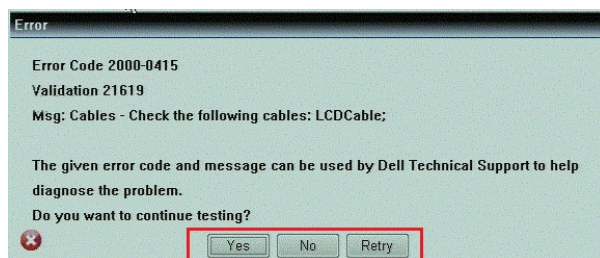 Error
Error Code 2000-0415
Validation 21619
Msg: Cables - Check the following cables: LCDCable;
The given error code and message can be used by Dell Technical Support to help
diagnose the problem.
Do you want to continue testing?
Yes No Retry